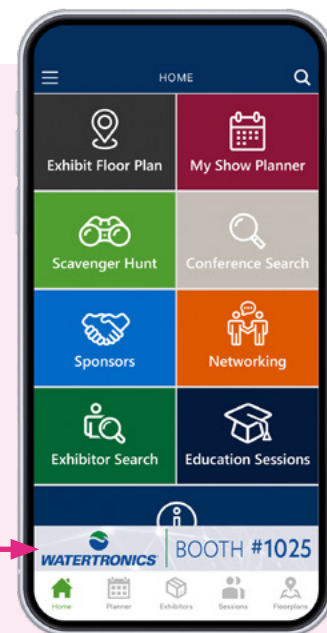 HOME
Exhibit Floor Plan
My Show Planner
Scavenger Hunt
Conference Search
Sponsors
Networking
Exhibitor Search
Education Sessions
WATERTRONICS
BOOTH #1025
Home
Planner
Exhibitors
Sessions
Floorplans